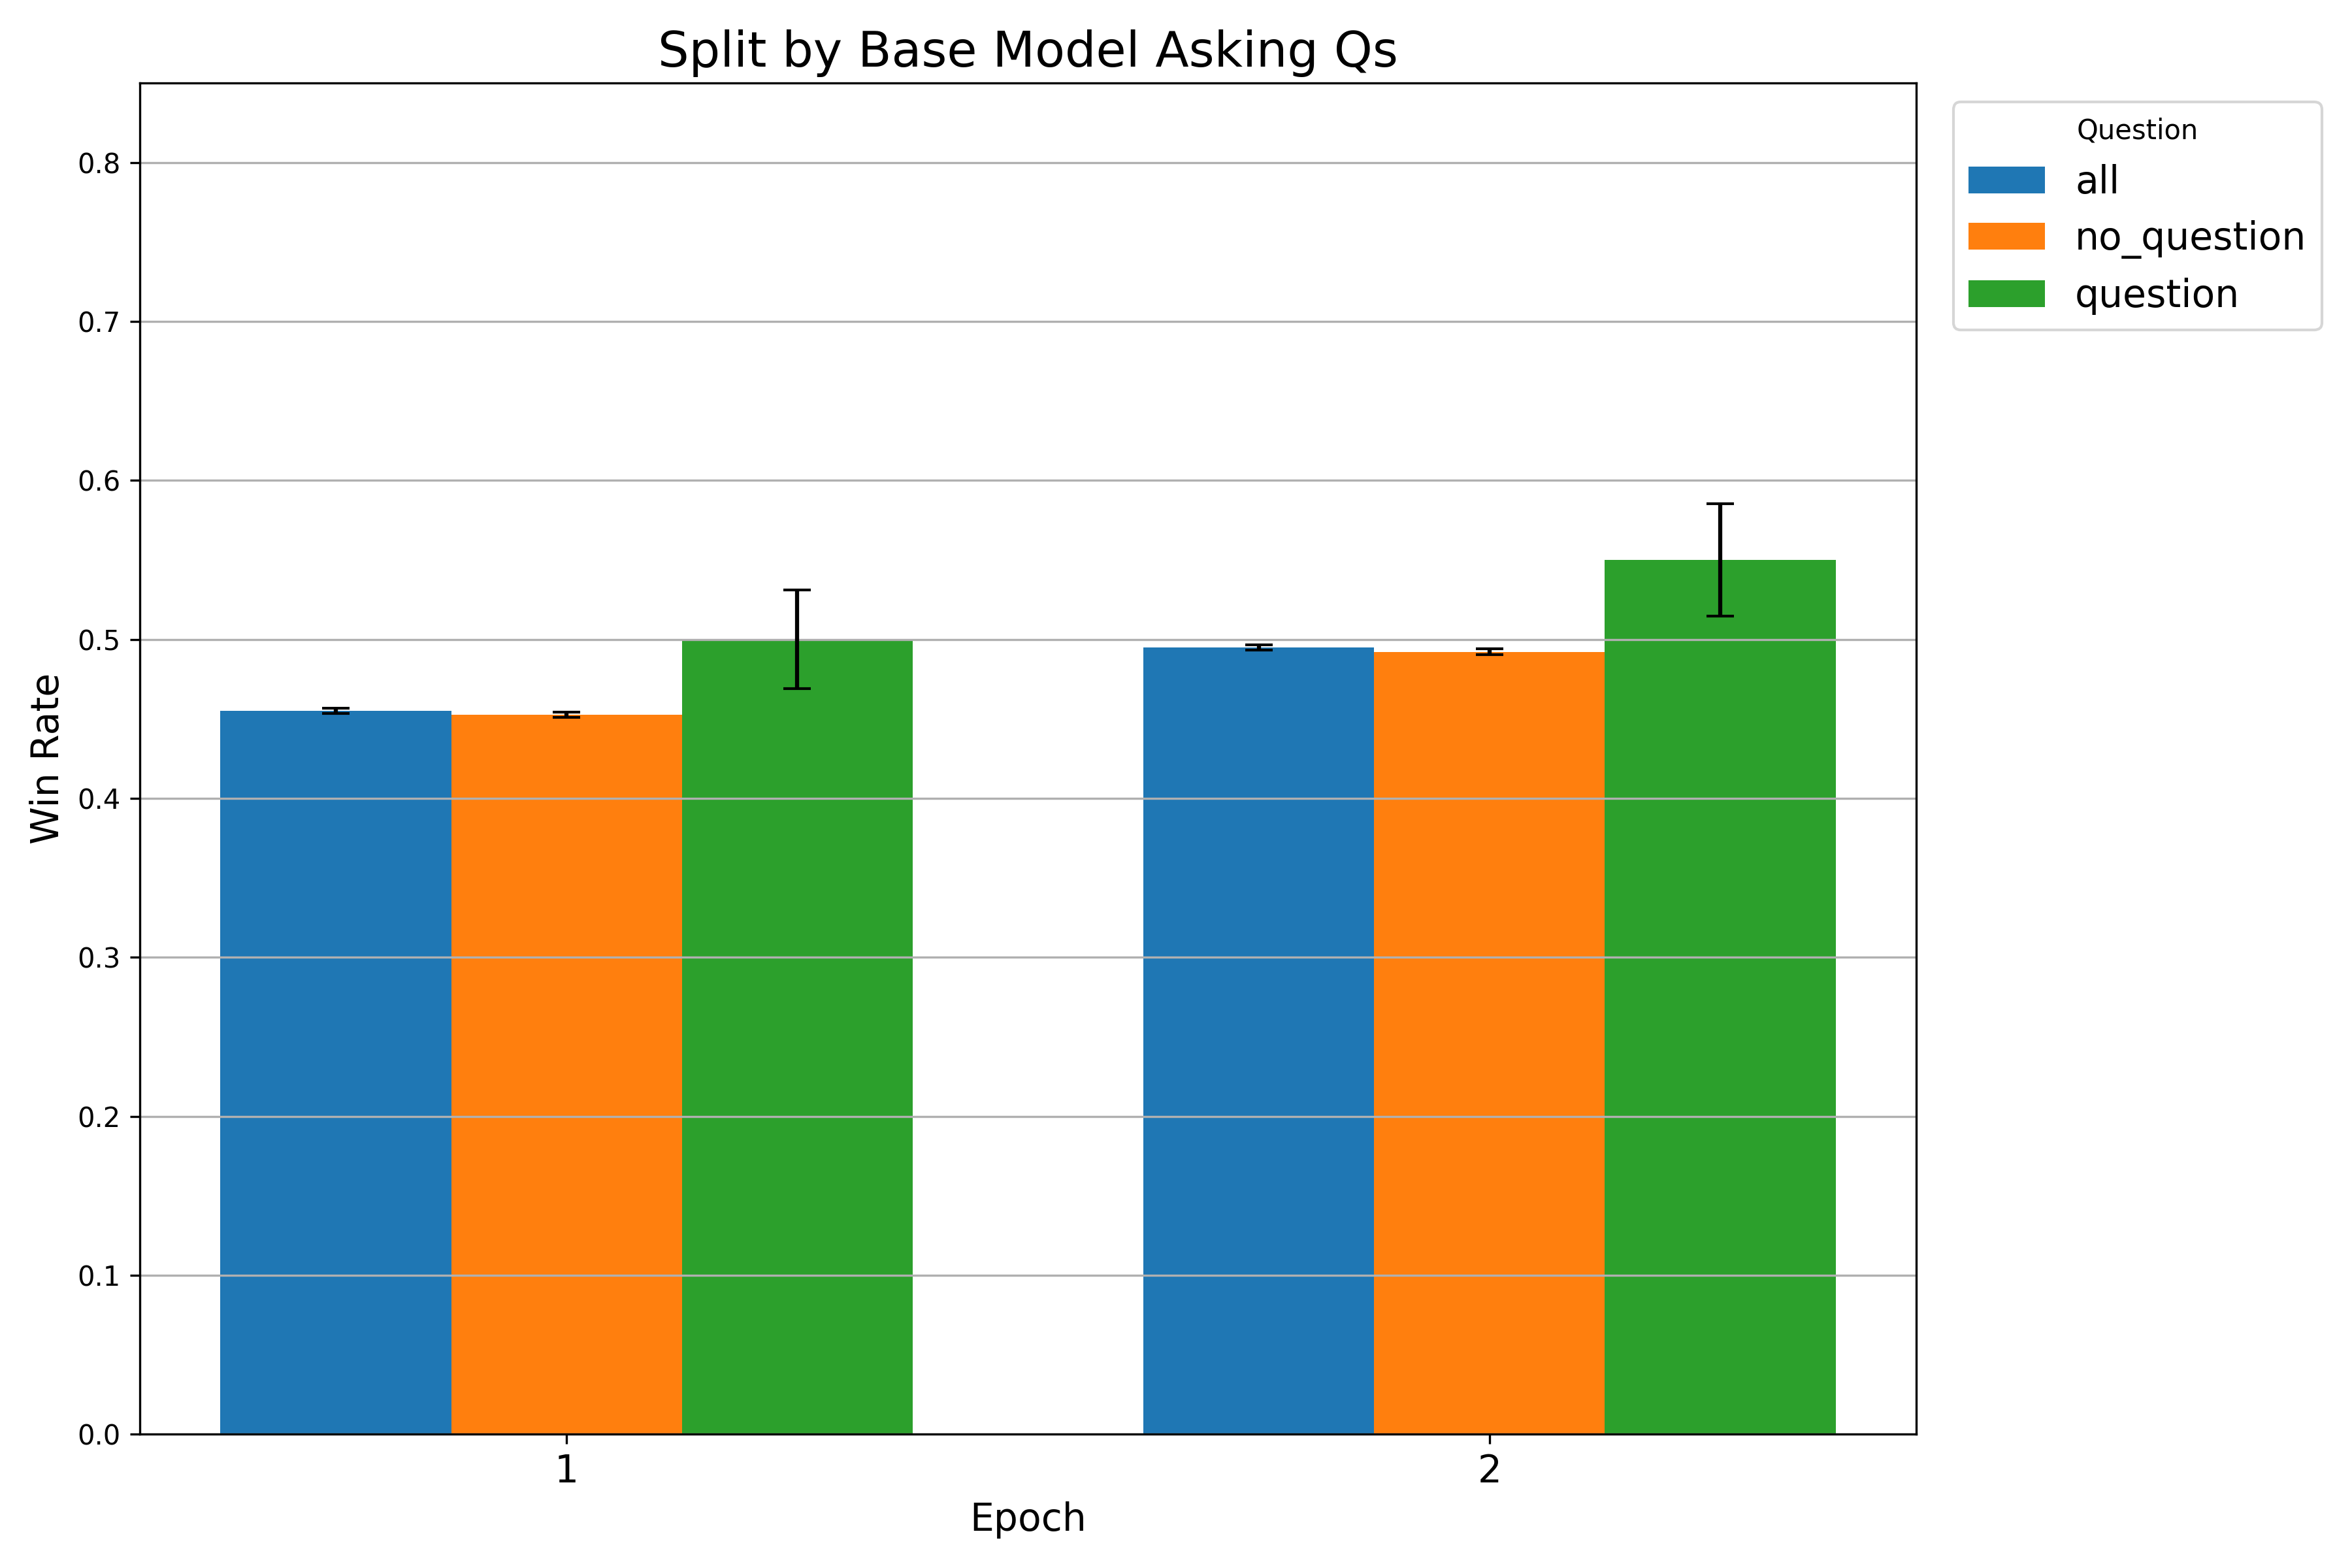 Split by Base Model Asking Qs
Question
all
no_question
question
Win Rate
0.8
0.7
0.6
0.5
0.4
0.3
0.2
0.1
0.0
1
2
Epoch